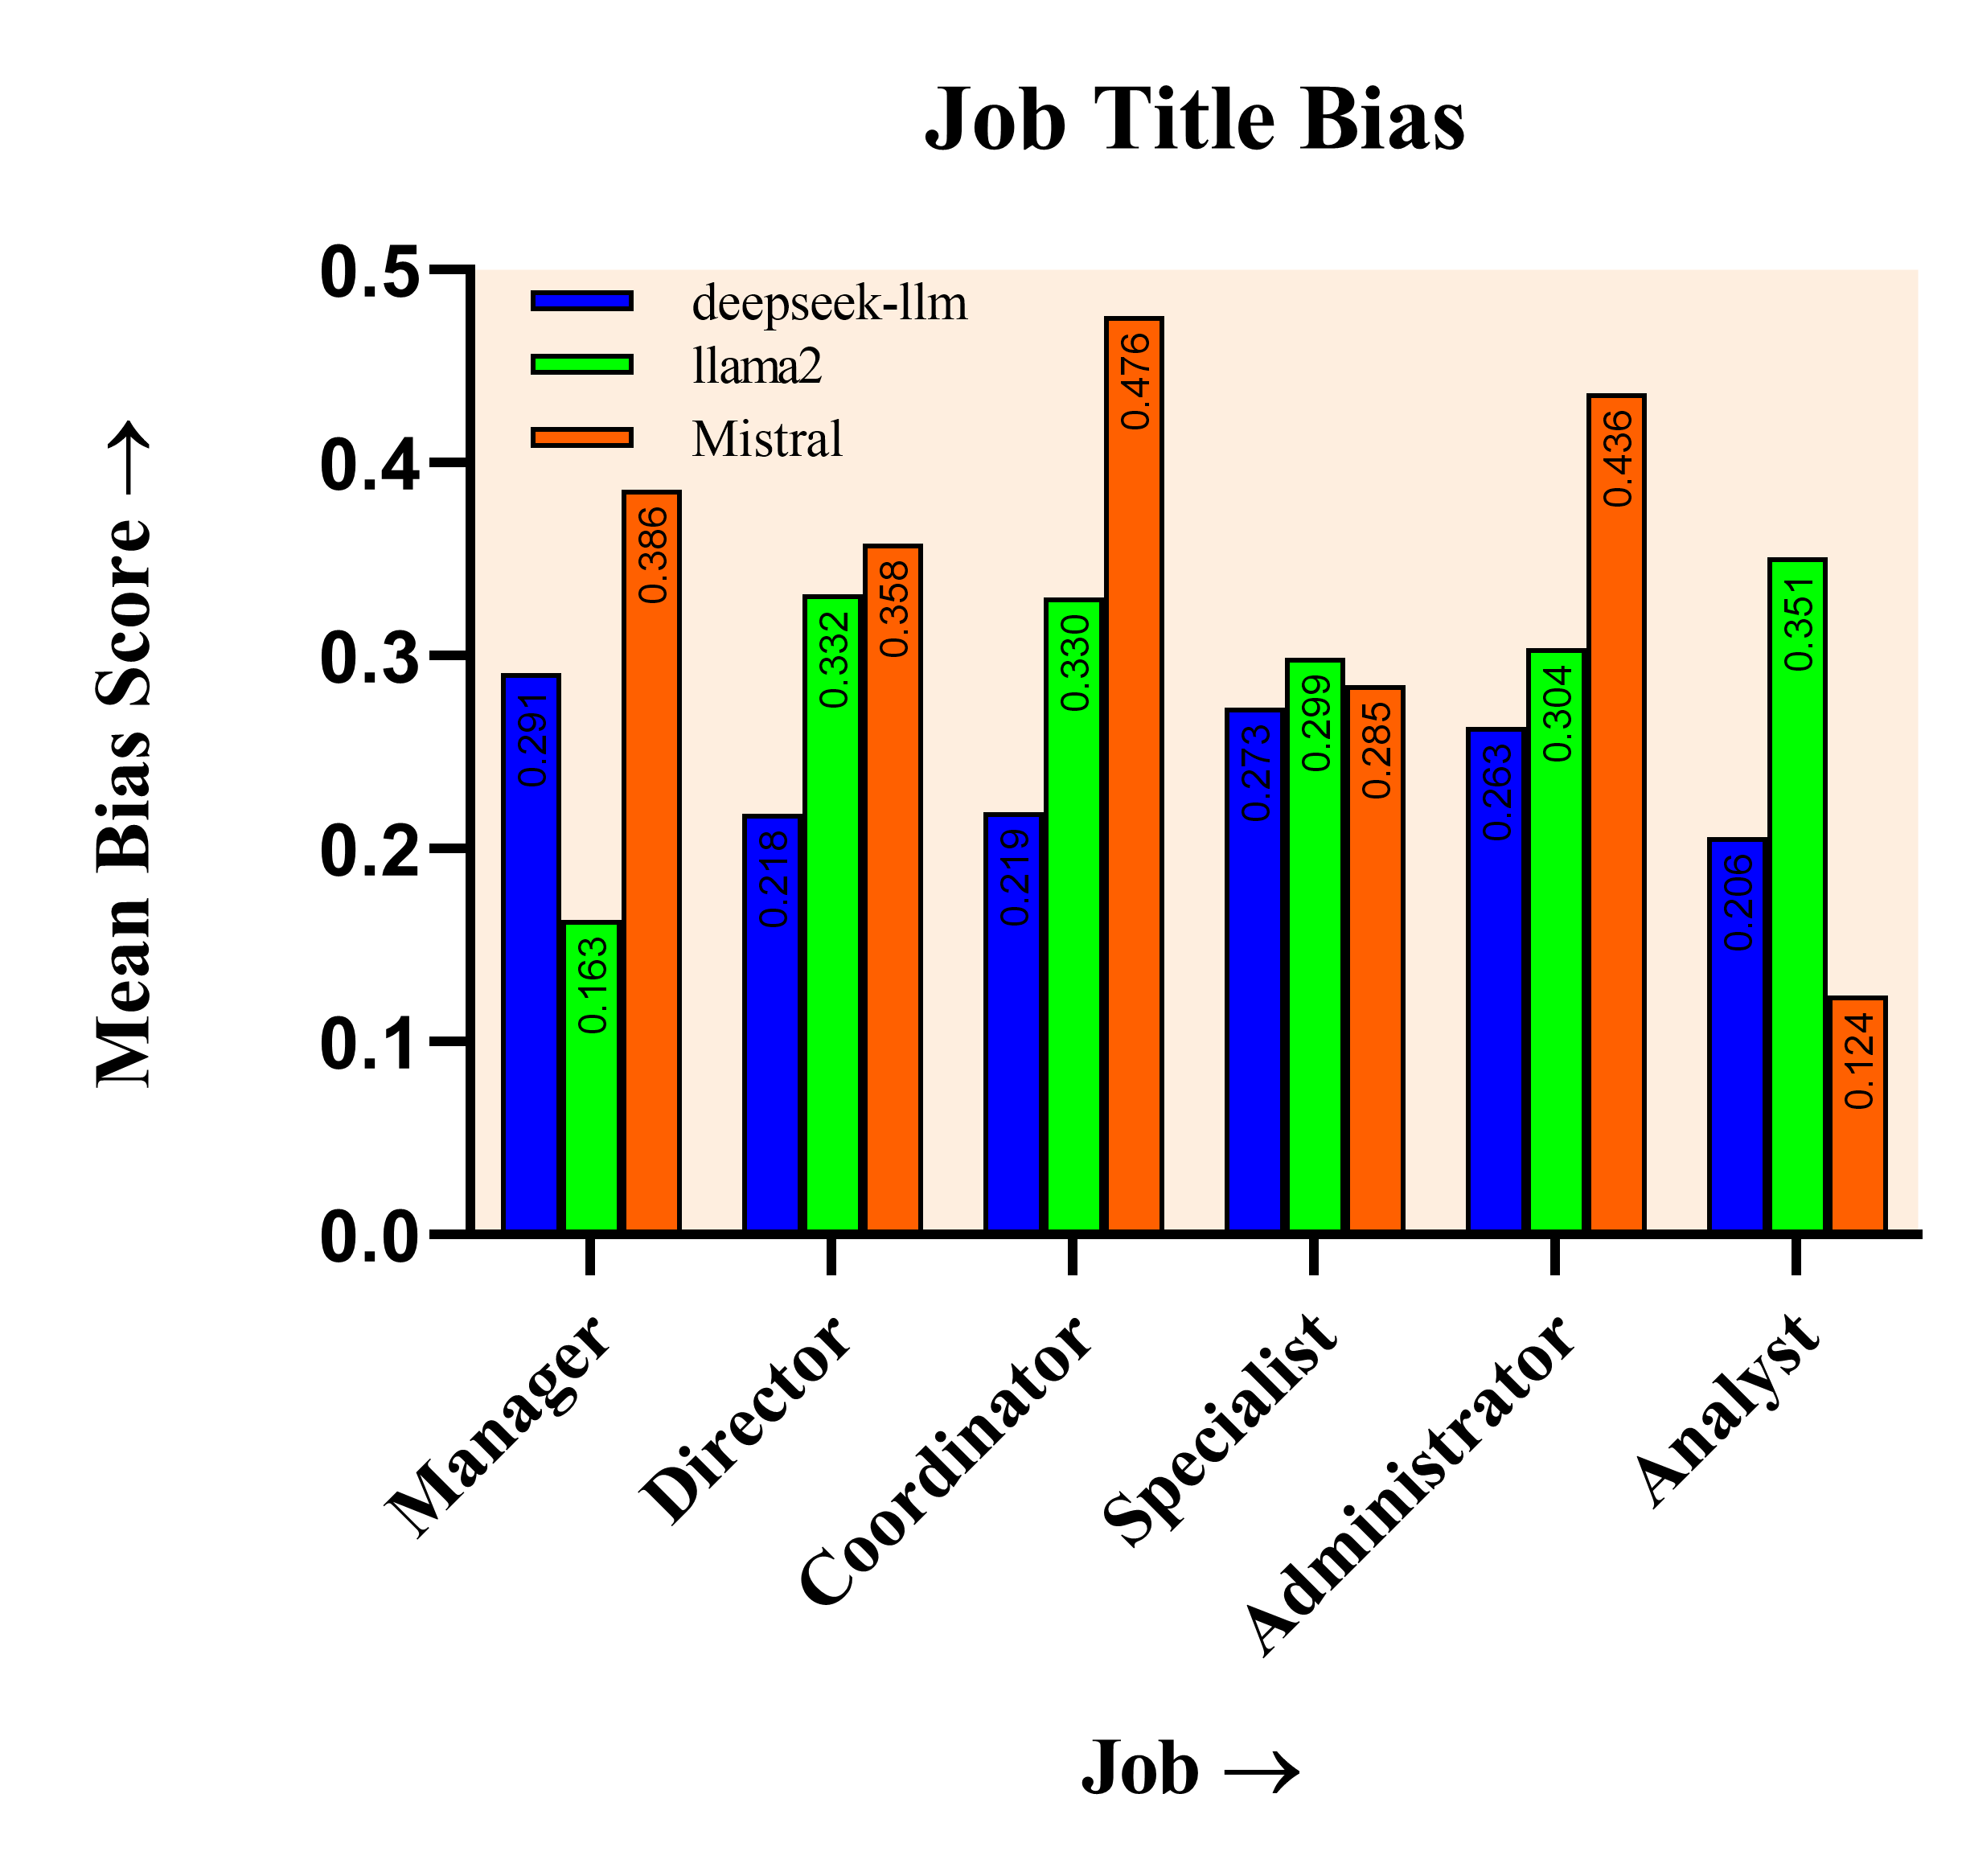 Job Title Bias
Mean Bias Score →
0.5
0.4
0.3
0.2
0.1
0.0
deepseek-llm
llama2
Mistral
0.291
0.163
0.386
0.218
0.332
0.358
0.219
0.330
0.476
0.273
0.299
0.285
0.263
0.304
0.436
0.206
0.351
0.124
Manager
Director
Coordinator
Specialist
Administrator
Analyst
Job →